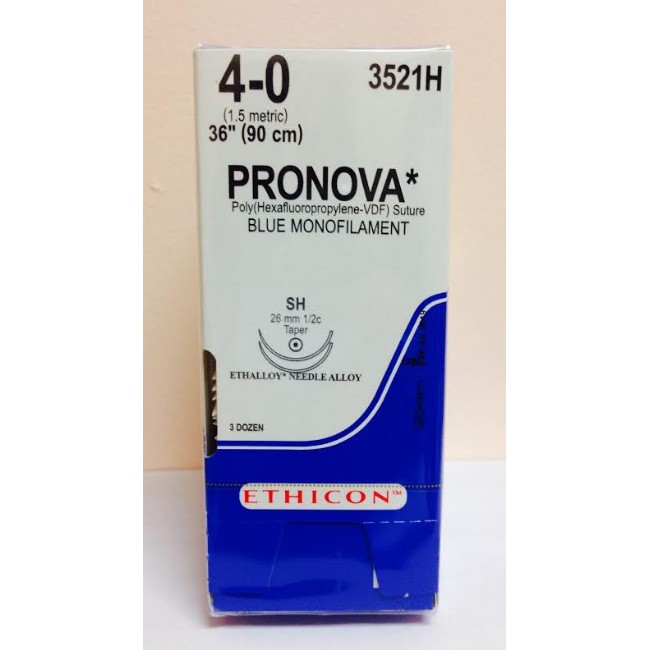 4-0
3521H
(1.5 metric)
36" (90 cm)
PRONOVA*
Poly(Hexafluoropropylene-VDF) Suture
BLUE MONOFILAMENT
SH
26 mm 1/2c
Taper
ETHALLOY* NEEDLE ALLOY
3 DOZEN
ETHICON™